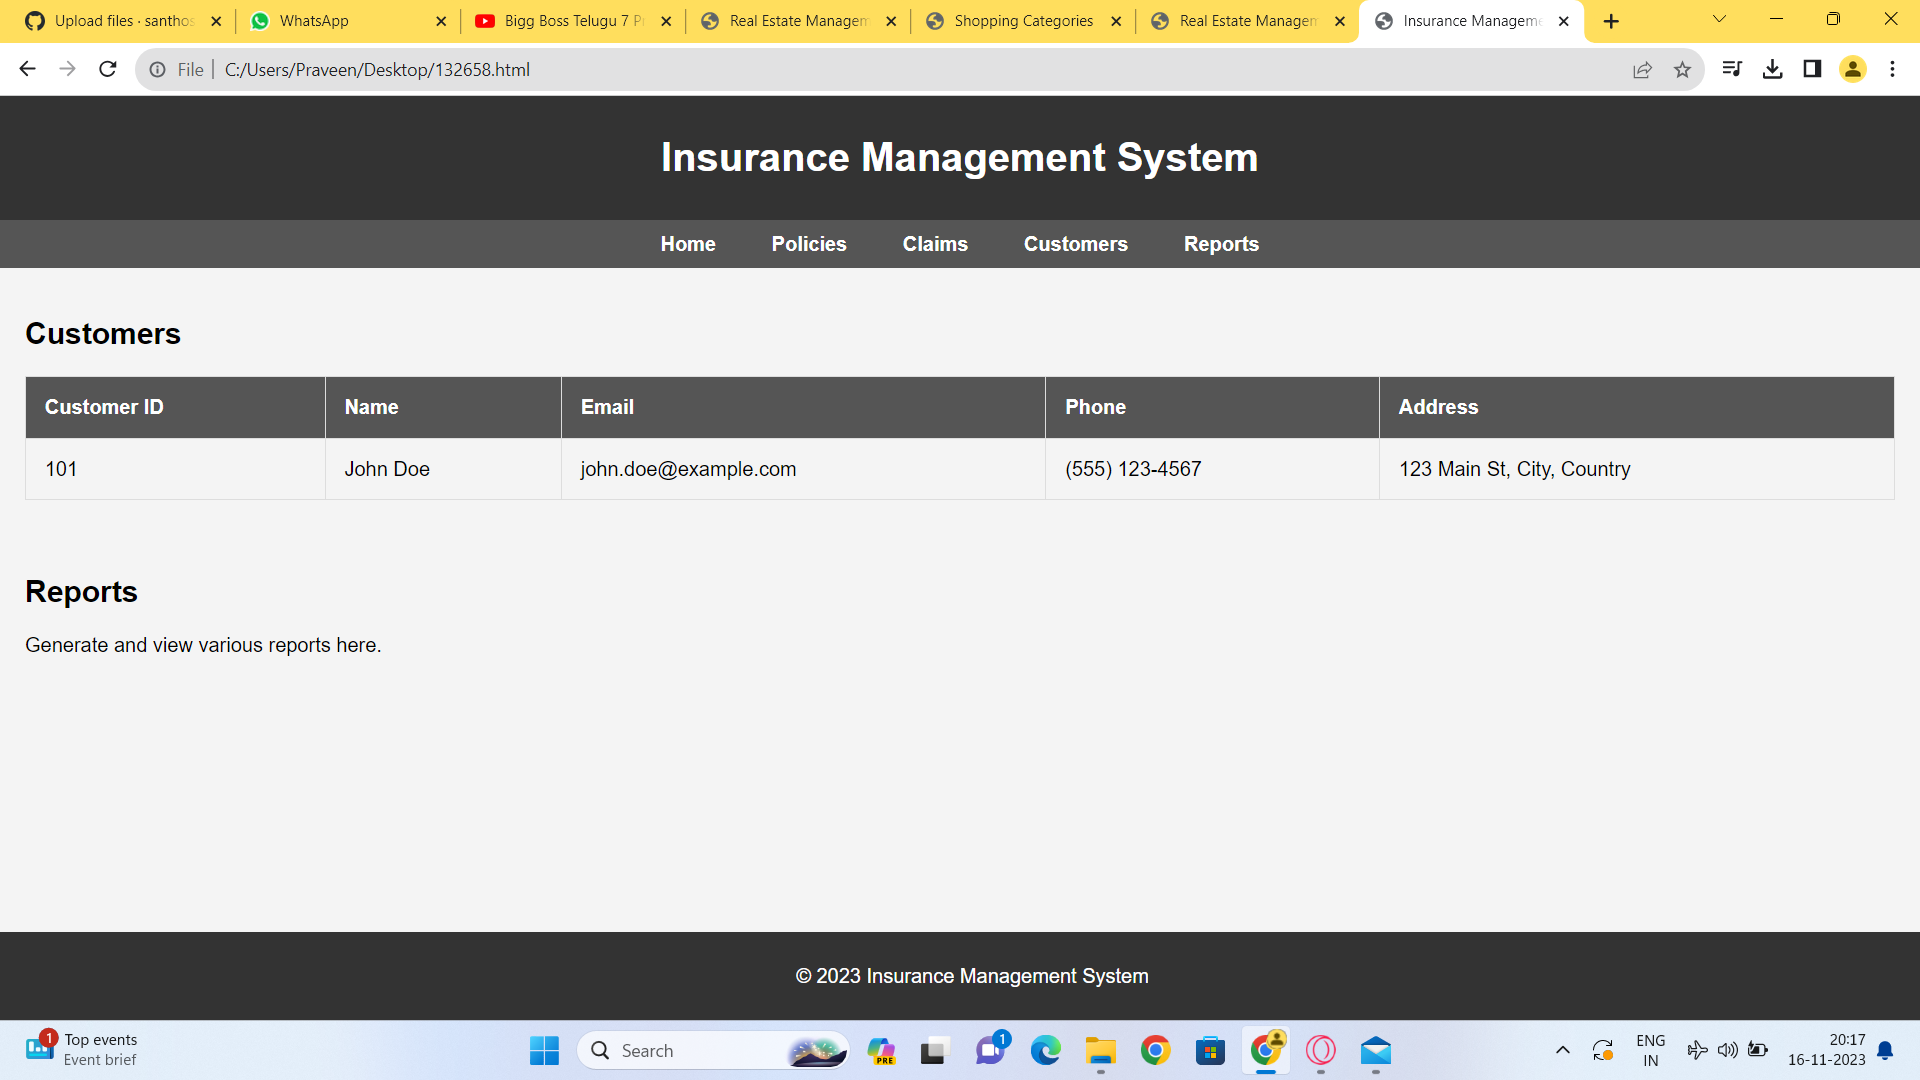 Upload files · santhos
WhatsApp
Bigg Boss Telugu 7 Pr
Real Estate Managem
Shopping Categories
Real Estate Managem
Insurance Manageme
File
C:/Users/Praveen/Desktop/132658.html
Insurance Management System
Home Policies Claims Customers Reports
Customers
Customer ID Name Email Phone Address
101 John Doe john.doe@example.com (555) 123-4567 123 Main St, City, Country
Reports
Generate and view various reports here.
© 2023 Insurance Management System
1
Top events
Event brief
Search
PRE
1
ENG
IN
20:17
16-11-2023